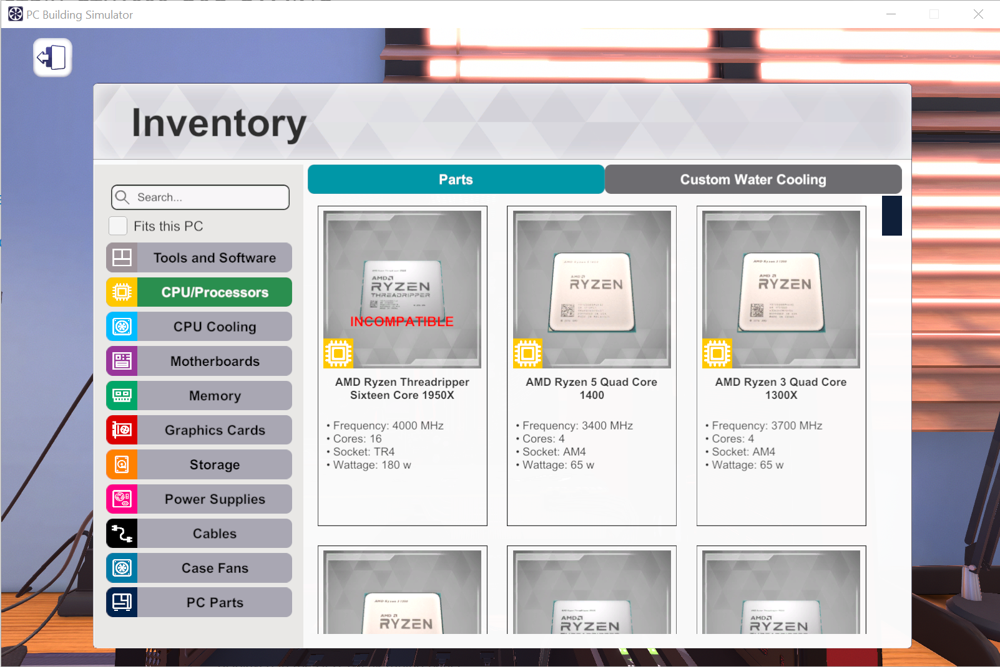 PC Building Simulator
Inventory
Search...
Fits this PC
Tools and Software
CPU/Processors
CPU Cooling
Motherboards
Memory
Graphics Cards
Storage
Power Supplies
Cables
Case Fans
PC Parts
Parts
Custom Water Cooling
AMD
RYZEN
THREADRIPPER
INCOMPATIBLE
AMD Ryzen Threadripper
Sixteen Core 1950X
• Frequency: 4000 MHz
• Cores: 16
• Socket: TR4
• Wattage: 180 w
AMD
RYZEN
AMD Ryzen 5 Quad Core
1400
• Frequency: 3400 MHz
• Cores: 4
• Socket: AM4
• Wattage: 65 w
AMD
RYZEN
AMD Ryzen 3 Quad Core
1300X
• Frequency: 3700 MHz
• Cores: 4
• Socket: AM4
• Wattage: 65 w
AMD
RYZEN
AMD
RYZEN
AMD
RYZEN